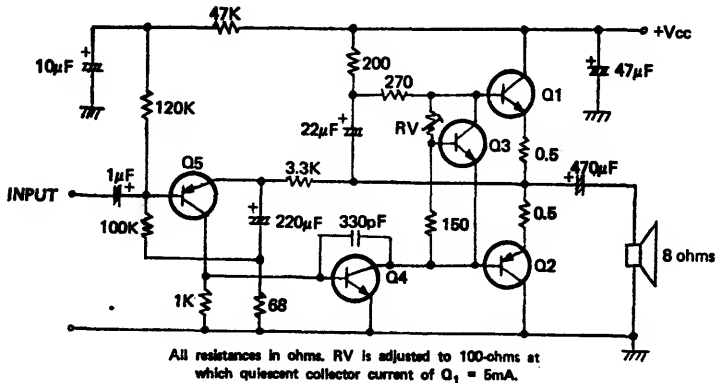 47K
+Vcc
10µF
+
200
+
47µF
270
Q1
120K
22µF
+
RV
Q3
Q5
0.5
470µF
+
1µF
+
3.3K
INPUT
100K
+
220µF
330pF
150
0.5
Q2
8 ohms
Q4
1K
68
All resistances in ohms. RV is adjusted to 100-ohms at
which quiescent collector current of Q1 = 5mA.